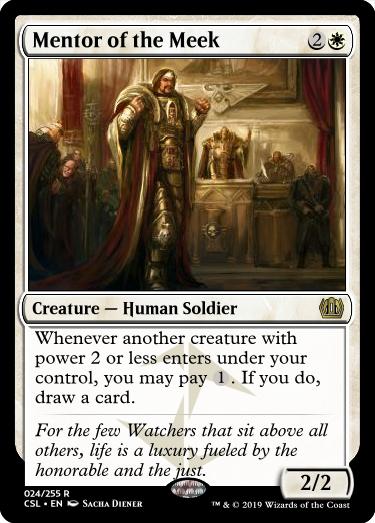 Mentor of the Meek 2
Creature — Human Soldier
Whenever another creature with
power 2 or less enters under your
control, you may pay 1 . If you do,
draw a card.
For the few Watchers that sit above all
others, life is a luxury fueled by the
honorable and the just.
2/2
024/255 R
CSL • EN Sacha Diener
™ & © 2019 Wizards of the Coast